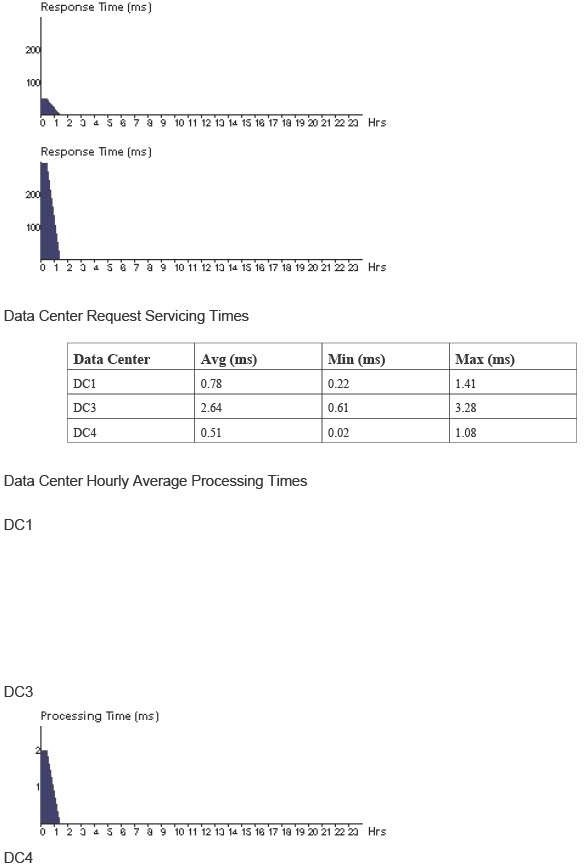 Response Time (ms)
200
100
0 1 2 3 4 5 6 7 8 9 10 11 12 13 14 15 16 17 18 19 20 21 22 23 Hrs
Response Time (ms)
200
100
0 1 2 3 4 5 6 7 8 9 10 11 12 13 14 15 16 17 18 19 20 21 22 23 Hrs
Data Center Request Servicing Times
Data Center Avg (ms) Min (ms) Max (ms)
DC1 0.78 0.22 1.41
DC3 2.64 0.61 3.28
DC4 0.51 0.02 1.08
Data Center Hourly Average Processing Times
DC1
DC3
Processing Time (ms)
2
1
0 1 2 3 4 5 6 7 8 9 10 11 12 13 14 15 16 17 18 19 20 21 22 23 Hrs
DC4